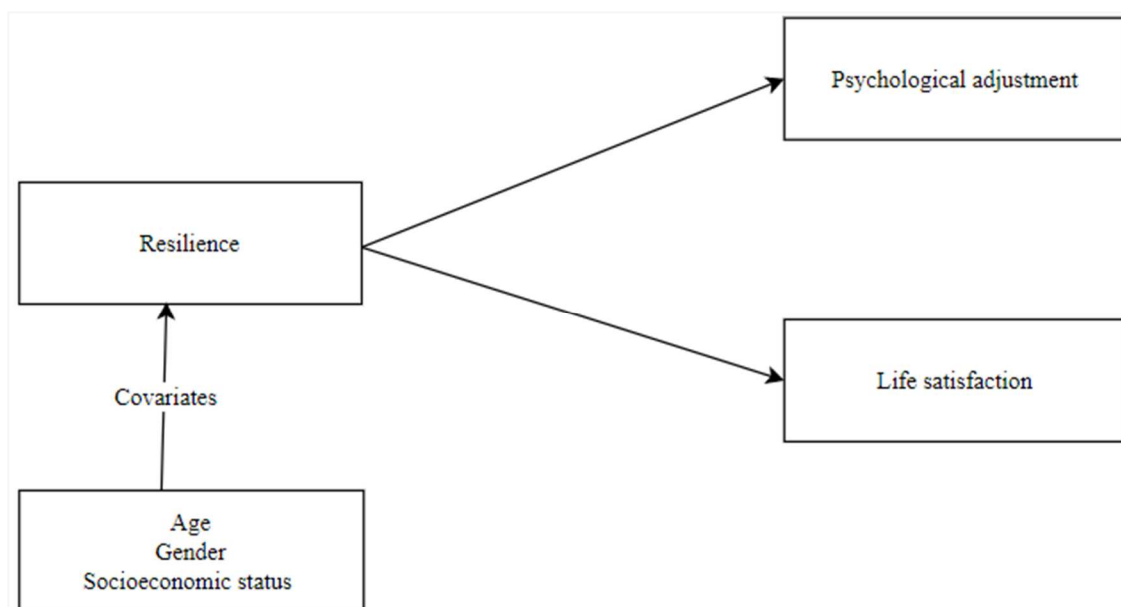 Psychological adjustment
Resilience
Life satisfaction
Covariates
Age
Gender
Socioeconomic status